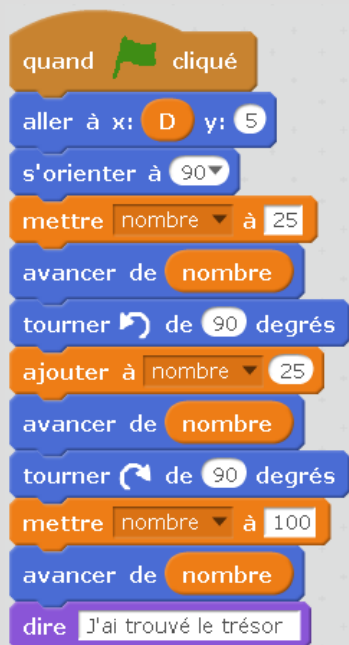 quand cliqué
aller à x: D y: 5
s'orienter à 90
mettre nombre à 25
avancer de nombre
tourner de 90 degrés
ajouter à nombre 25
avancer de nombre
tourner de 90 degrés
mettre nombre à 100
avancer de nombre
dire J'ai trouvé le trésor